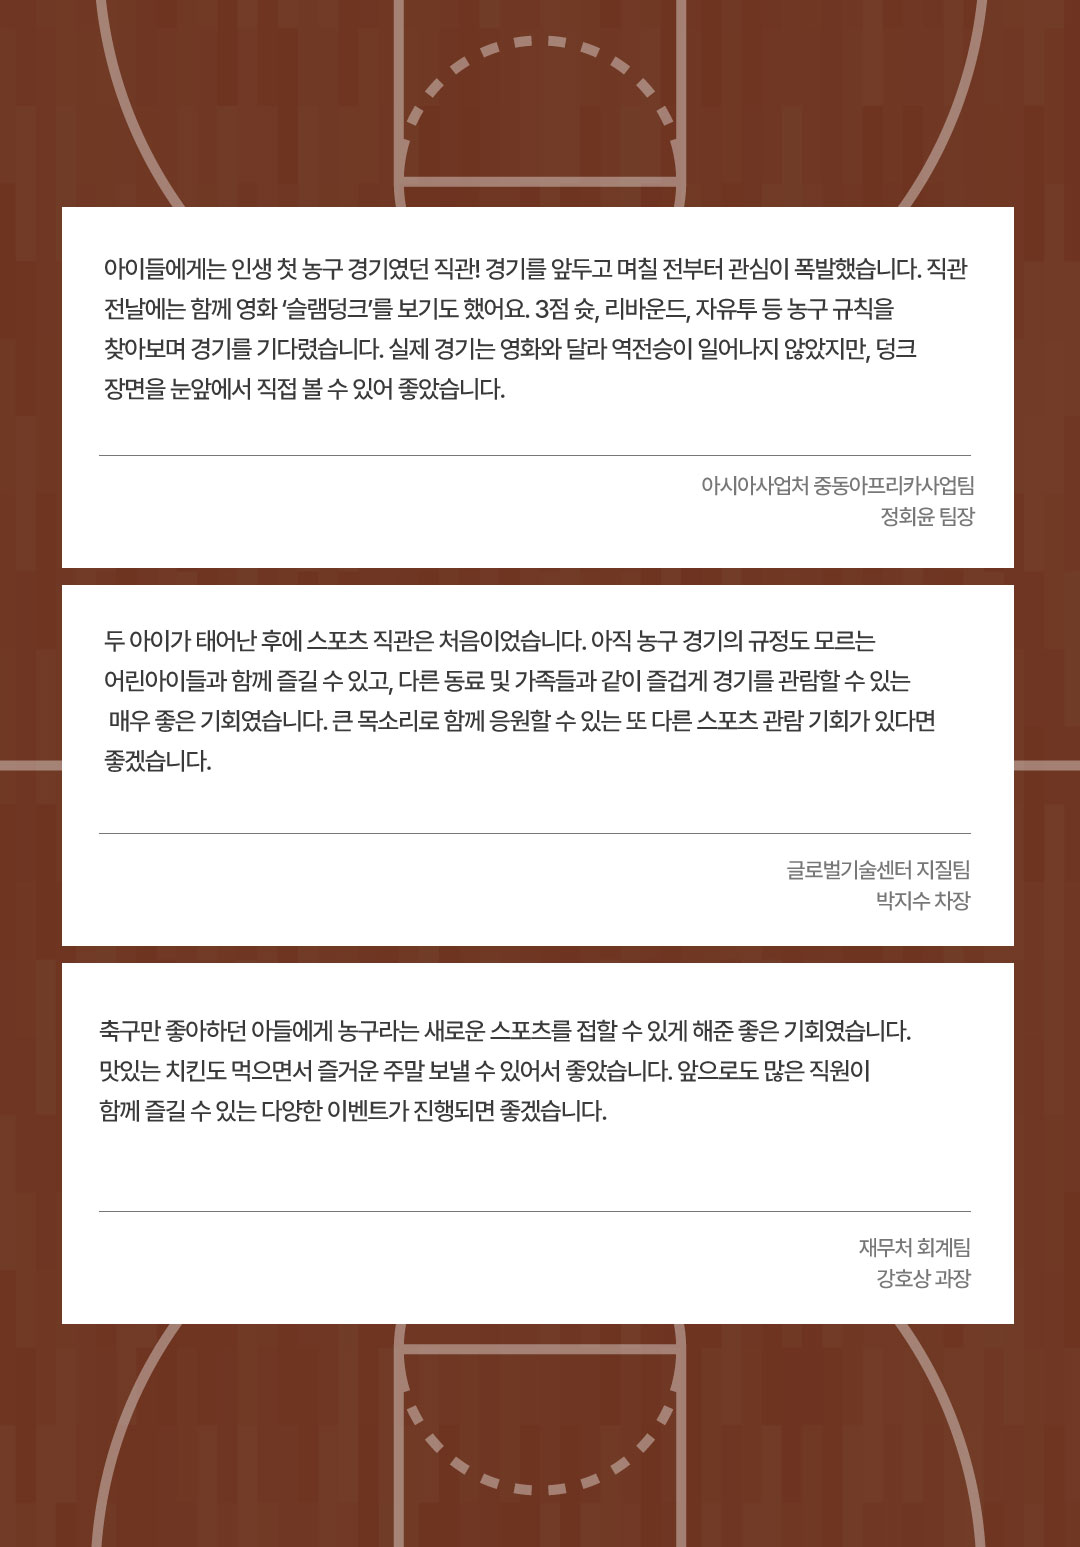 아이들에게는 인생 첫 농구 경기였던 직관! 경기를 앞두고 며칠 전부터 관심이 폭발했습니다. 직관
전날에는 함께 영화 ‘슬램덩크’를 보기도 했어요. 3점 슛, 리바운드, 자유투 등 농구 규칙을
찾아보며 경기를 기다렸습니다. 실제 경기는 영화와 달라 역전승이 일어나지 않았지만, 덩크
장면을 눈앞에서 직접 볼 수 있어 좋았습니다.
아시아사업처 중동아프리카사업팀
정회윤 팀장
두 아이가 태어난 후에 스포츠 직관은 처음이었습니다. 아직 농구 경기의 규정도 모르는
어린아이들과 함께 즐길 수 있고, 다른 동료 및 가족들과 같이 즐겁게 경기를 관람할 수 있는
매우 좋은 기회였습니다. 큰 목소리로 함께 응원할 수 있는 또 다른 스포츠 관람 기회가 있다면
좋겠습니다.
글로벌기술센터 지질팀
박지수 차장
축구만 좋아하던 아들에게 농구라는 새로운 스포츠를 접할 수 있게 해준 좋은 기회였습니다.
맛있는 치킨도 먹으면서 즐거운 주말 보낼 수 있어서 좋았습니다. 앞으로도 많은 직원이
함께 즐길 수 있는 다양한 이벤트가 진행되면 좋겠습니다.
재무처 회계팀
강호상 과장